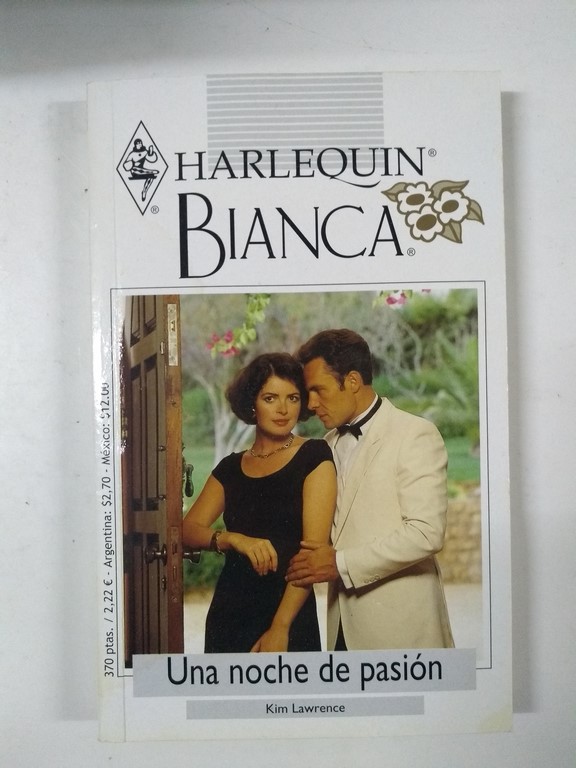 HARLEQUIN®
BIANCA®
®
370 ptas. / 2,22 € - Argentina: $2,70 - México: $12.00
Una noche de pasión
Kim Lawrence